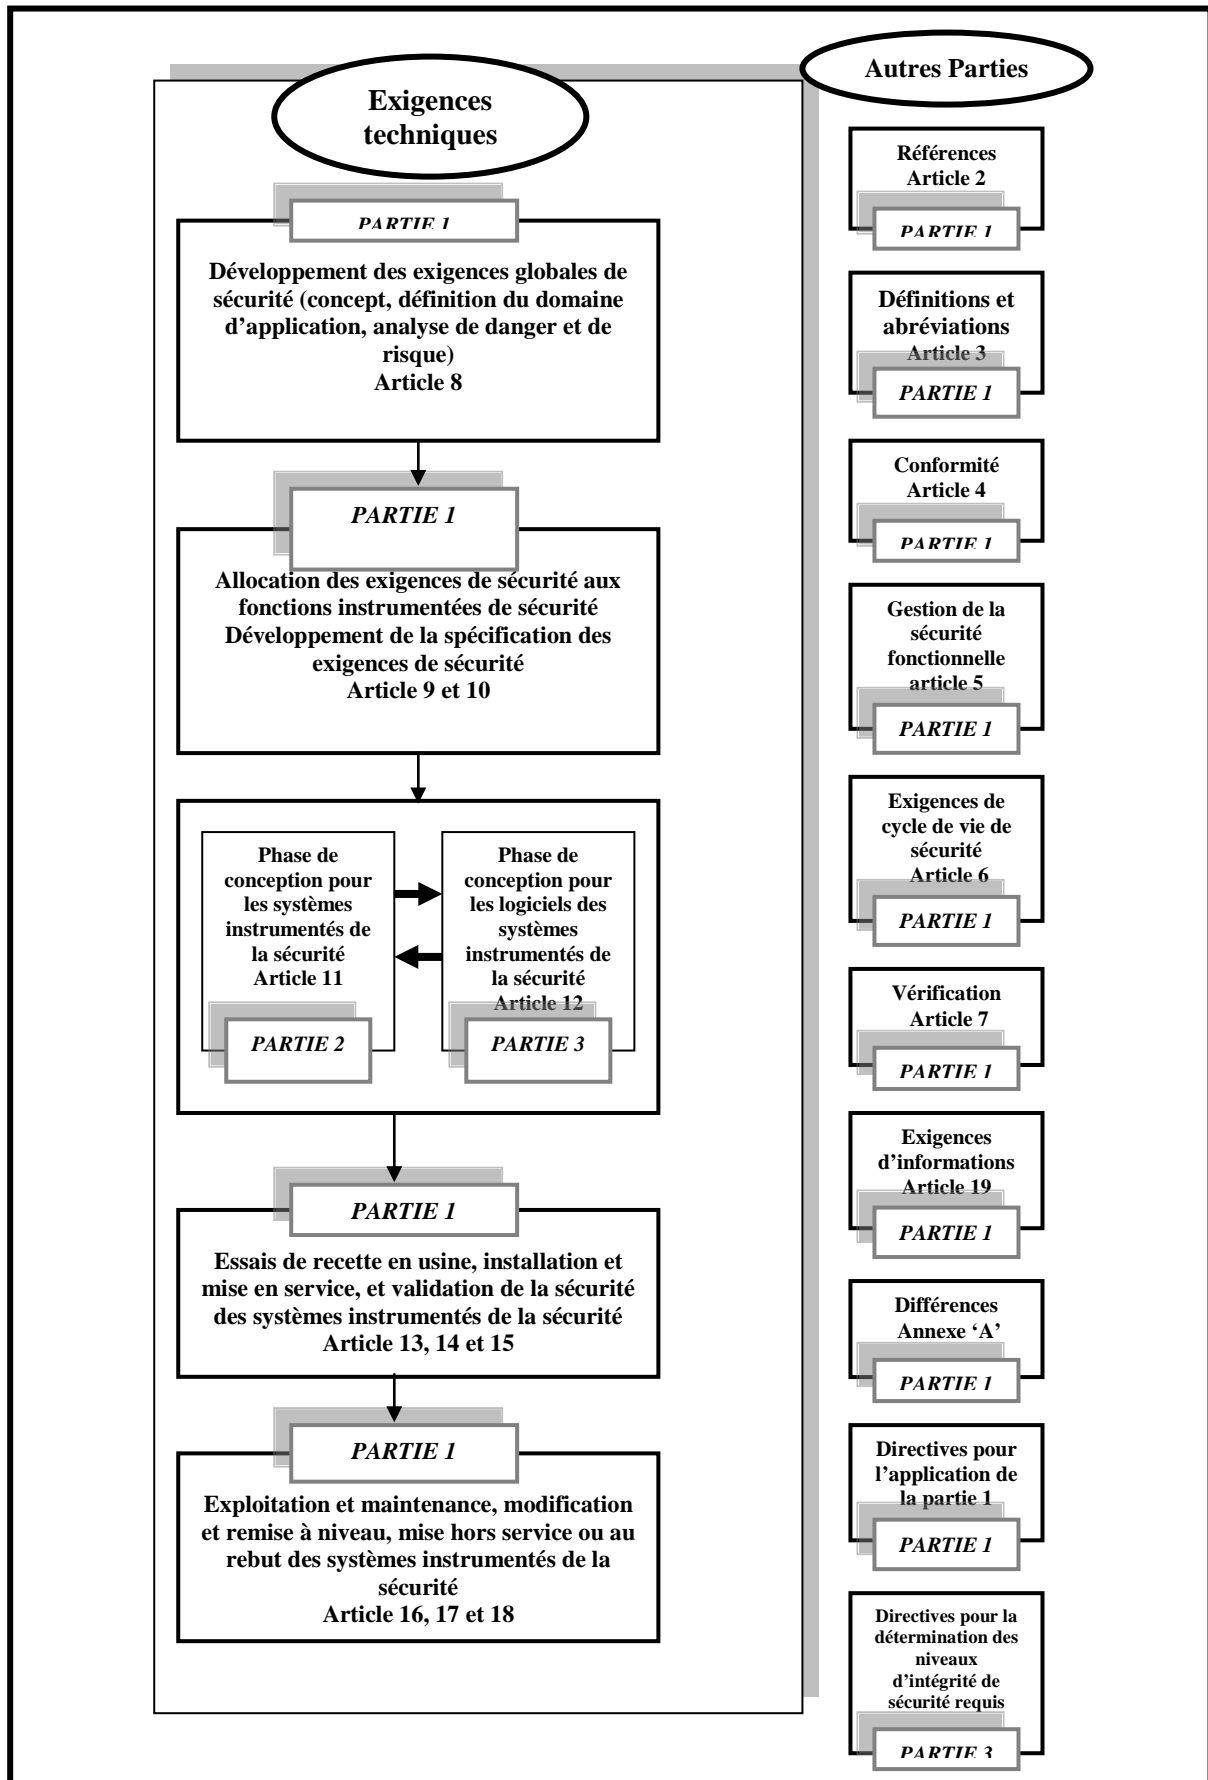 Exigences
techniques
PARTIE 1
Développement des exigences globales de
sécurité (concept, définition du domaine
d’application, analyse de danger et de
risque)
Article 8
PARTIE 1
Allocation des exigences de sécurité aux
fonctions instrumentées de sécurité
Développement de la spécification des
exigences de sécurité
Article 9 et 10
Phase de
conception pour
les systèmes
instrumentés de
la sécurité
Article 11
PARTIE 2
Phase de
conception pour
les logiciels des
systèmes
instrumentés de
la sécurité
Article 12
PARTIE 3
PARTIE 1
Essais de recette en usine, installation et
mise en service, et validation de la sécurité
des systèmes instrumentés de la sécurité
Article 13, 14 et 15
PARTIE 1
Exploitation et maintenance, modification
et remise à niveau, mise hors service ou au
rebut des systèmes instrumentés de la
sécurité
Article 16, 17 et 18
Autres Parties
Références
Article 2
PARTIE 1
Définitions et
abréviations
Article 3
PARTIE 1
Conformité
Article 4
PARTIE 1
Gestion de la
sécurité
fonctionnelle
article 5
PARTIE 1
Exigences de
cycle de vie de
sécurité
Article 6
PARTIE 1
Vérification
Article 7
PARTIE 1
Exigences
d’informations
Article 19
PARTIE 1
Différences
Annexe ‘A’
PARTIE 1
Directives pour
l’application de
la partie 1
PARTIE 1
Directives pour la
détermination des
niveaux
d’intégrité de
sécurité requis
PARTIE 3